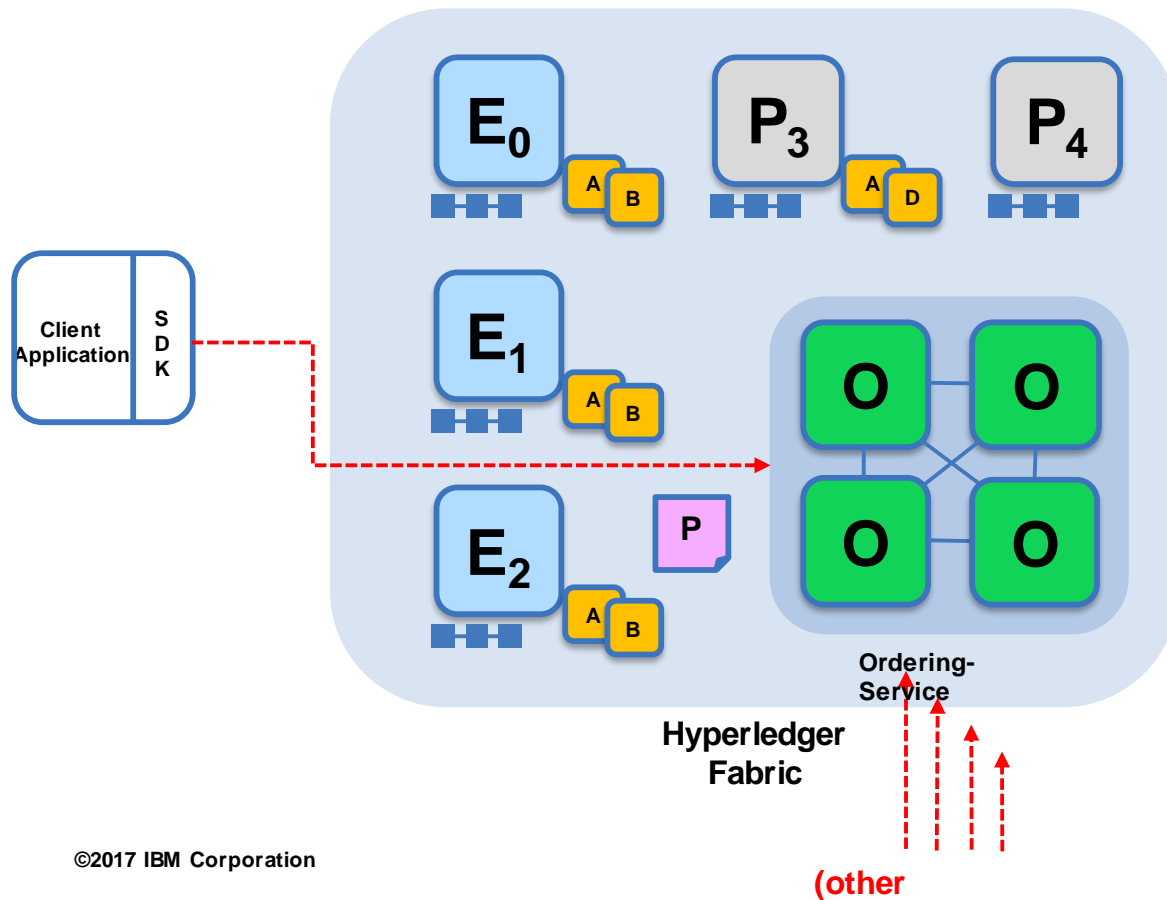 E0
P3
P4
A
B
A
D
Client
Application
S
D
K
E1
A
B
O
O
E2
A
B
P
O
O
Ordering-
Service
Hyperledger
Fabric
©2017 IBM Corporation
(other